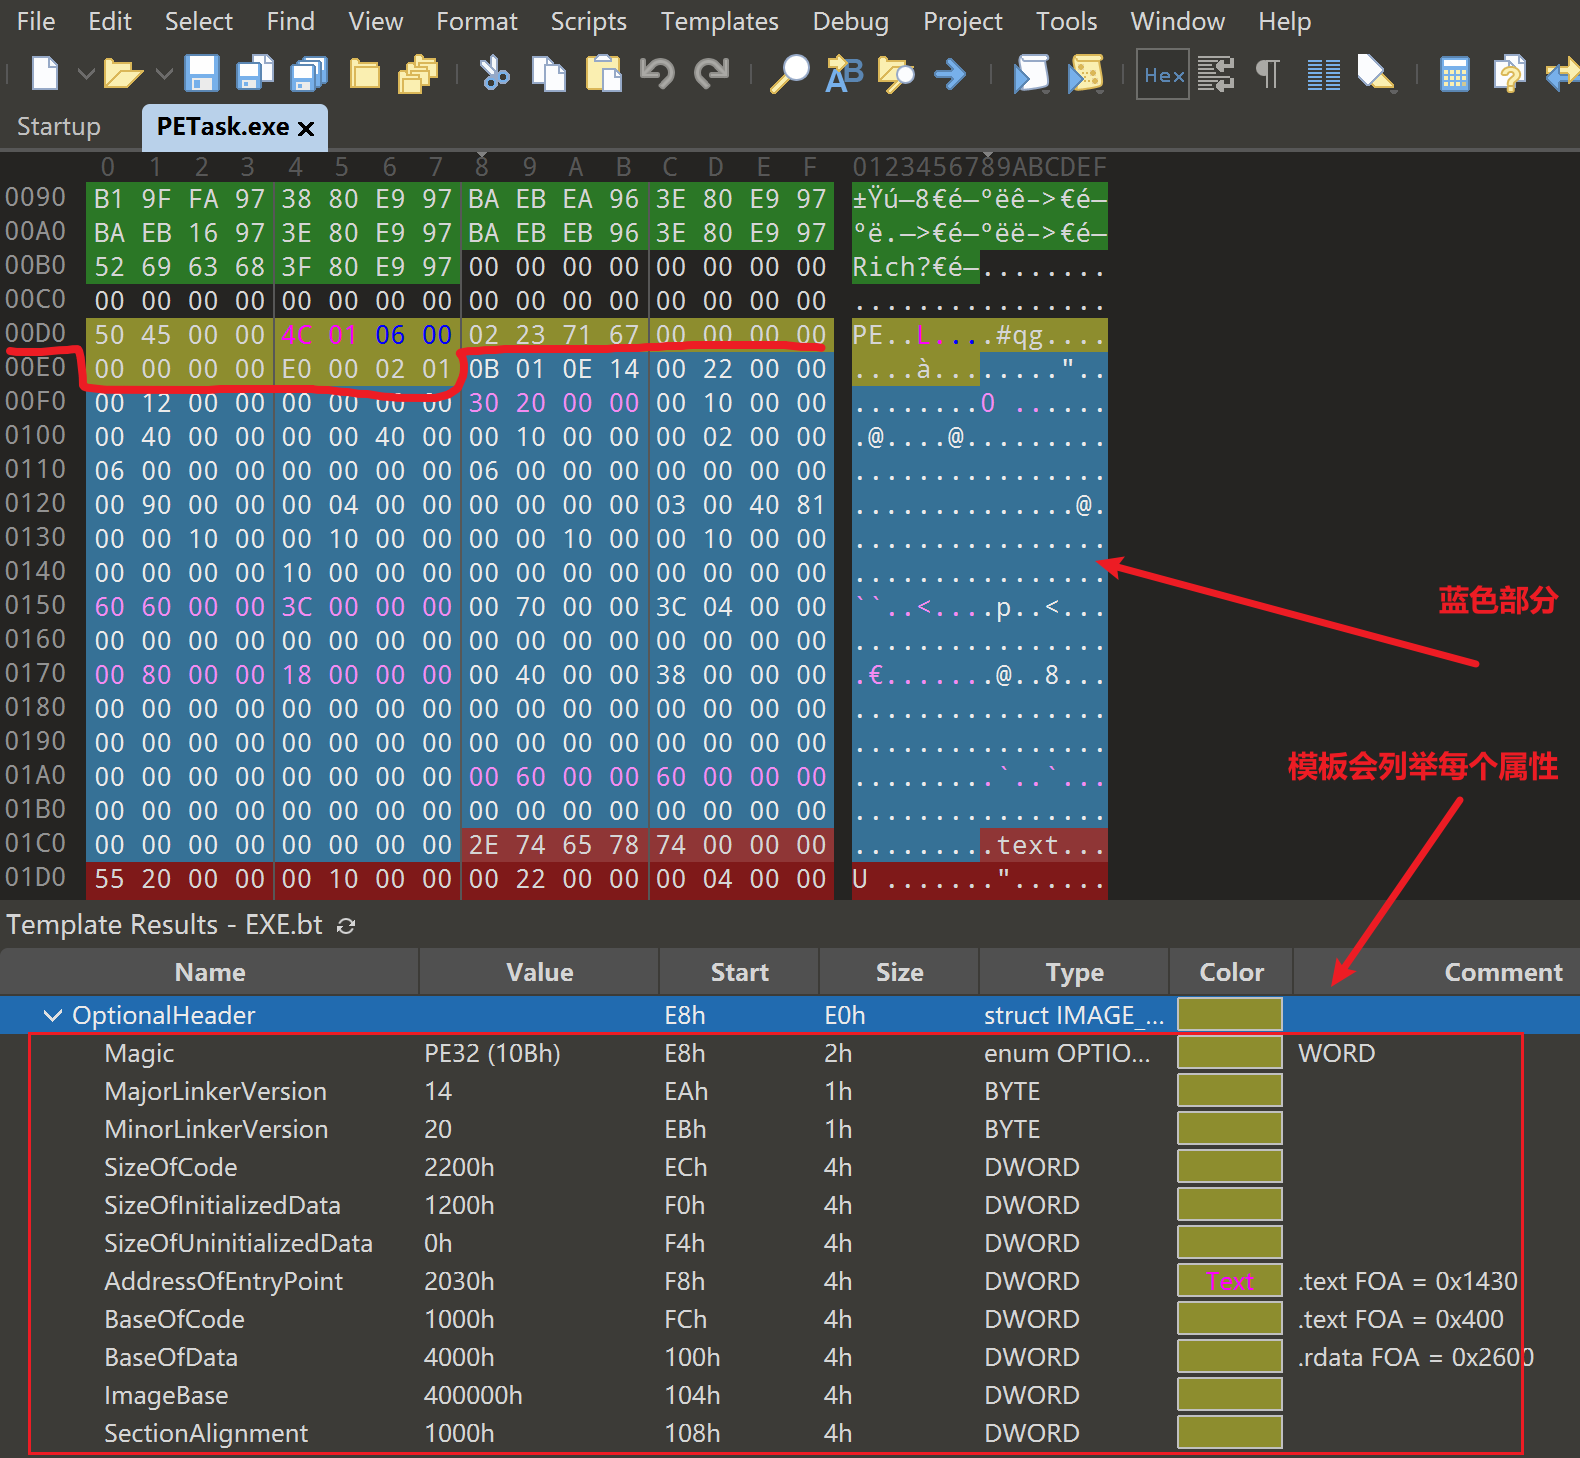 File Edit Select Find View Format Scripts Templates Debug Project Tools Window Help
Hex
Startup PETask.exe
0 1 2 3 4 5 6 7 8 9 A B C D E F 0123456789ABCDEF
0090 B1 9F FA 97 38 80 E9 97 BA EB EA 96 3E 80 E9 97 ±Ÿú—8€é—ºëê–>€é—
00A0 BA EB 16 97 3E 80 E9 97 BA EB EB 96 3E 80 E9 97 ºë.—>€é—ºëë–>€é—
00B0 52 69 63 68 3F 80 E9 97 00 00 00 00 00 00 00 00 Rich?€é—........
00C0 00 00 00 00 00 00 00 00 00 00 00 00 00 00 00 00 ................
00D0 50 45 00 00 4C 01 06 00 02 23 71 67 00 00 00 00 PE..L....#qg....
00E0 00 00 00 00 E0 00 02 01 0B 01 0E 14 00 22 00 00 ....à........"..
00F0 00 12 00 00 00 00 00 00 30 20 00 00 00 10 00 00 ........0 ......
0100 00 40 00 00 00 00 40 00 00 10 00 00 00 02 00 00 .@....@.........
0110 06 00 00 00 00 00 00 00 06 00 00 00 00 00 00 00 ................
0120 00 90 00 00 00 04 00 00 00 00 00 00 03 00 40 81 ..............@.
0130 00 00 10 00 00 10 00 00 00 00 10 00 00 10 00 00 ................
0140 00 00 00 00 10 00 00 00 00 00 00 00 00 00 00 00 ................
0150 60 60 00 00 3C 00 00 00 00 70 00 00 3C 04 00 00 ``..<....p..<...
0160 00 00 00 00 00 00 00 00 00 00 00 00 00 00 00 00 ................
0170 00 80 00 00 18 00 00 00 00 40 00 00 38 00 00 00 .€.......@..8...
0180 00 00 00 00 00 00 00 00 00 00 00 00 00 00 00 00 ................
0190 00 00 00 00 00 00 00 00 00 00 00 00 00 00 00 00 ................
01A0 00 00 00 00 00 00 00 00 00 60 00 00 60 00 00 00 .........`..`...
01B0 00 00 00 00 00 00 00 00 00 00 00 00 00 00 00 00 ................
01C0 00 00 00 00 00 00 00 00 2E 74 65 78 74 00 00 00 .........text...
01D0 55 20 00 00 00 10 00 00 00 22 00 00 00 04 00 00 U ......."......
蓝色部分
模板会列举每个属性
Template Results - EXE.bt
Name Value Start Size Type Color Comment
OptionalHeader E8h E0h struct IMAGE_...
Magic PE32 (10Bh) E8h 2h enum OPTIO... WORD
MajorLinkerVersion 14 EAh 1h BYTE
MinorLinkerVersion 20 EBh 1h BYTE
SizeOfCode 2200h ECh 4h DWORD
SizeOfInitializedData 1200h F0h 4h DWORD
SizeOfUninitializedData 0h F4h 4h DWORD
AddressOfEntryPoint 2030h F8h 4h DWORD Text .text FOA = 0x1430
BaseOfCode 1000h FCh 4h DWORD .text FOA = 0x400
BaseOfData 4000h 100h 4h DWORD .rdata FOA = 0x2600
ImageBase 400000h 104h 4h DWORD
SectionAlignment 1000h 108h 4h DWORD